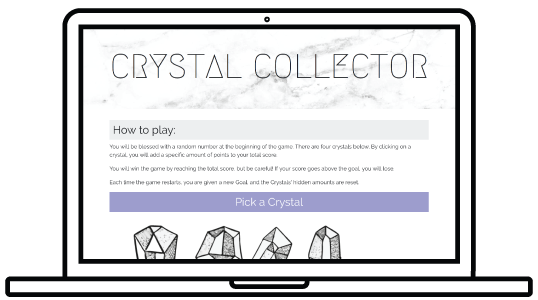 CRYSTAL COLLECTOR
How to play:
You will be blessed with a random number at the beginning of the game. There are four crystals below. By clicking on a
crystal, you will add a specific amount of points to your total score.
You will win the game by reaching the total score, but be careful! If your score goes above the goal, you will lose.
Each time the game restarts, you are given a new Goal, and the Crystals' hidden amounts are reset.
Pick a Crystal